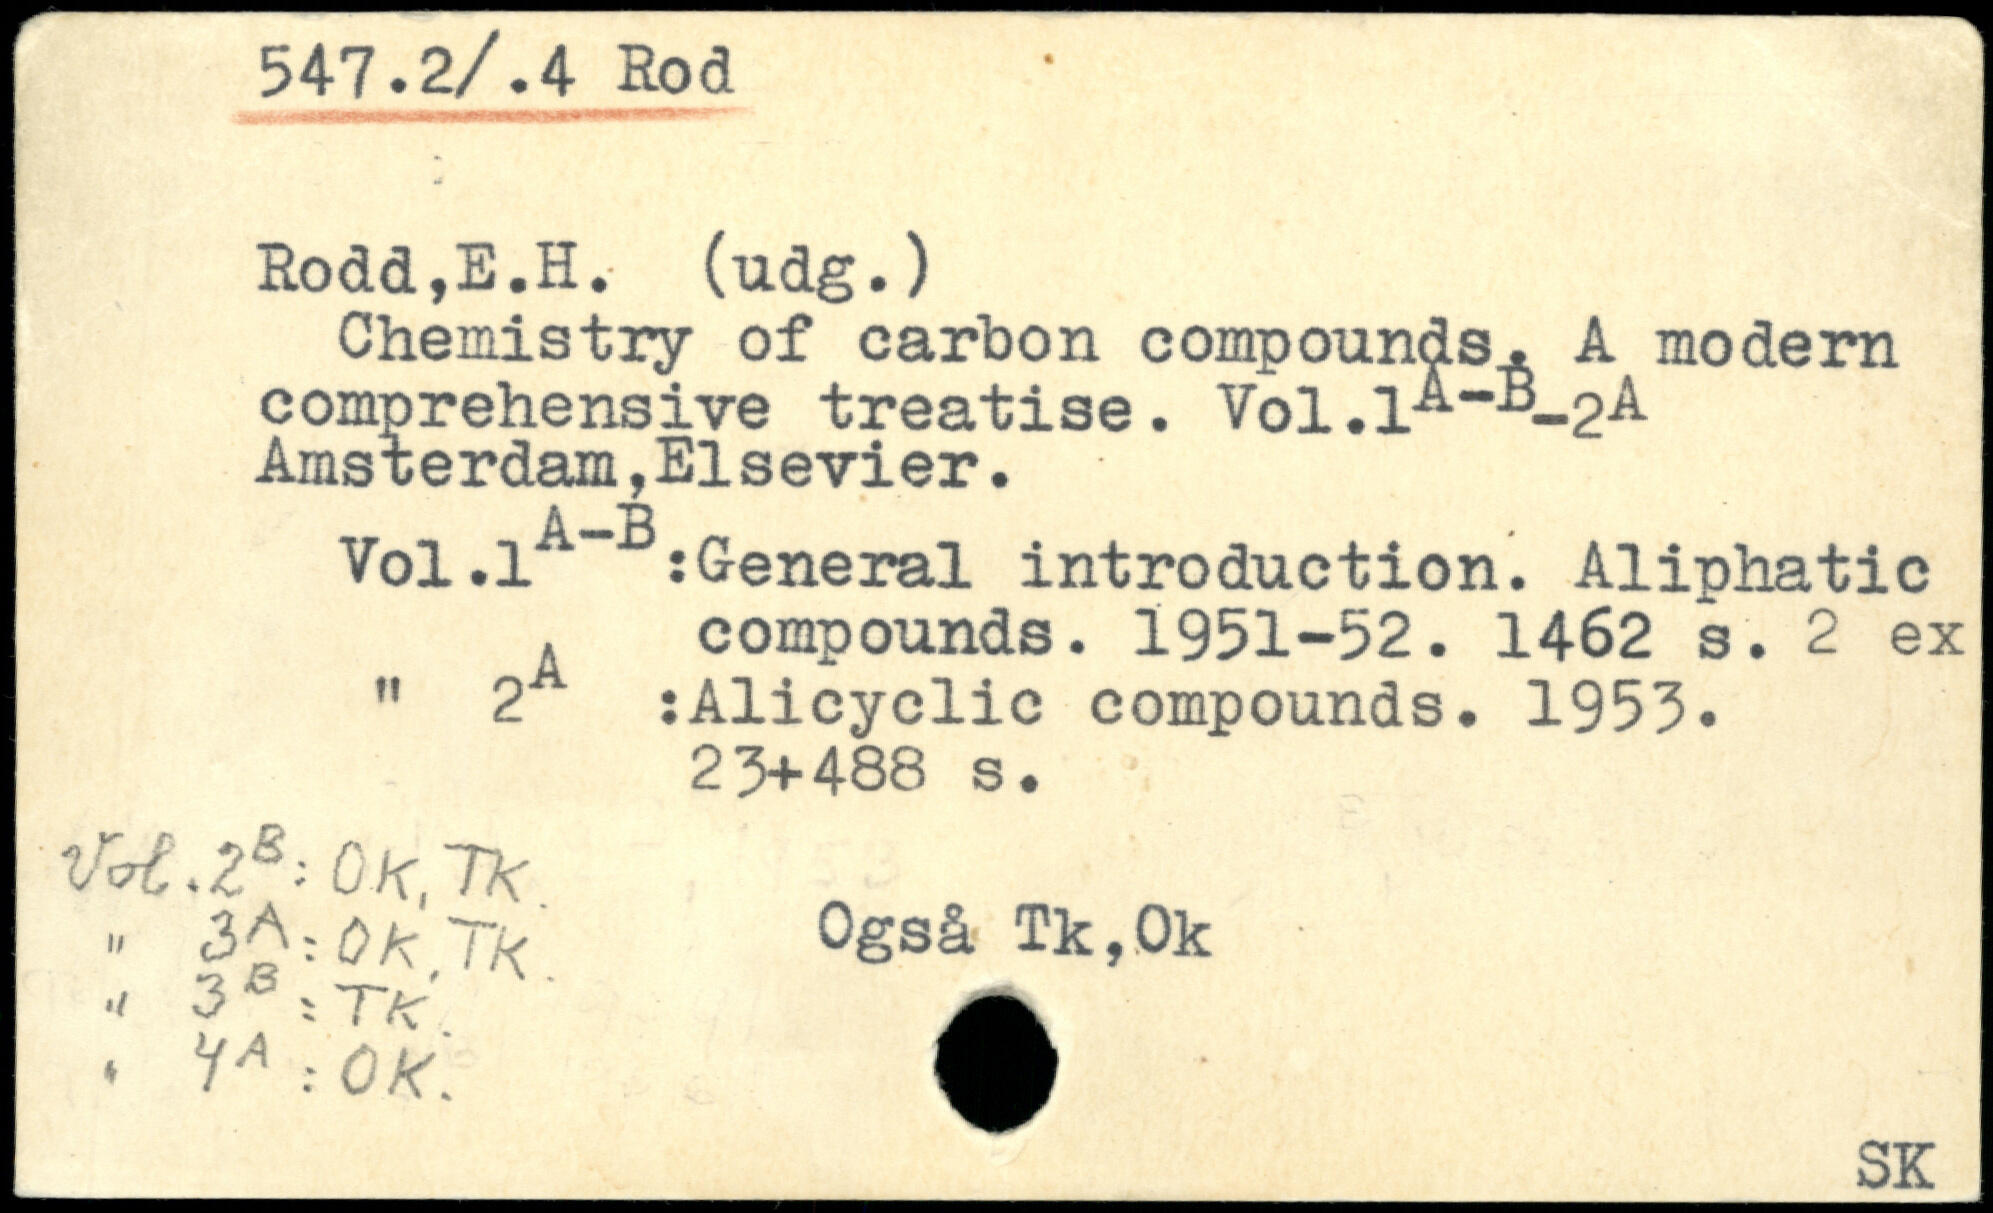 547.2/.4 Rod
Rodd,E.H. (udg.)
Chemistry of carbon compounds. A modern
comprehensive treatise. Vol.1A-B-2A
Amsterdam,Elsevier.
Vol.1A-B:General introduction. Aliphatic
compounds. 1951-52. 1462 s. 2 ex
" 2A :Alicyclic compounds. 1953.
23+488 s.
Vol. 2B: OK, TK.
" 3A: OK, TK.
" 3B: TK.
" 4A: OK.
Også Tk,Ok
SK